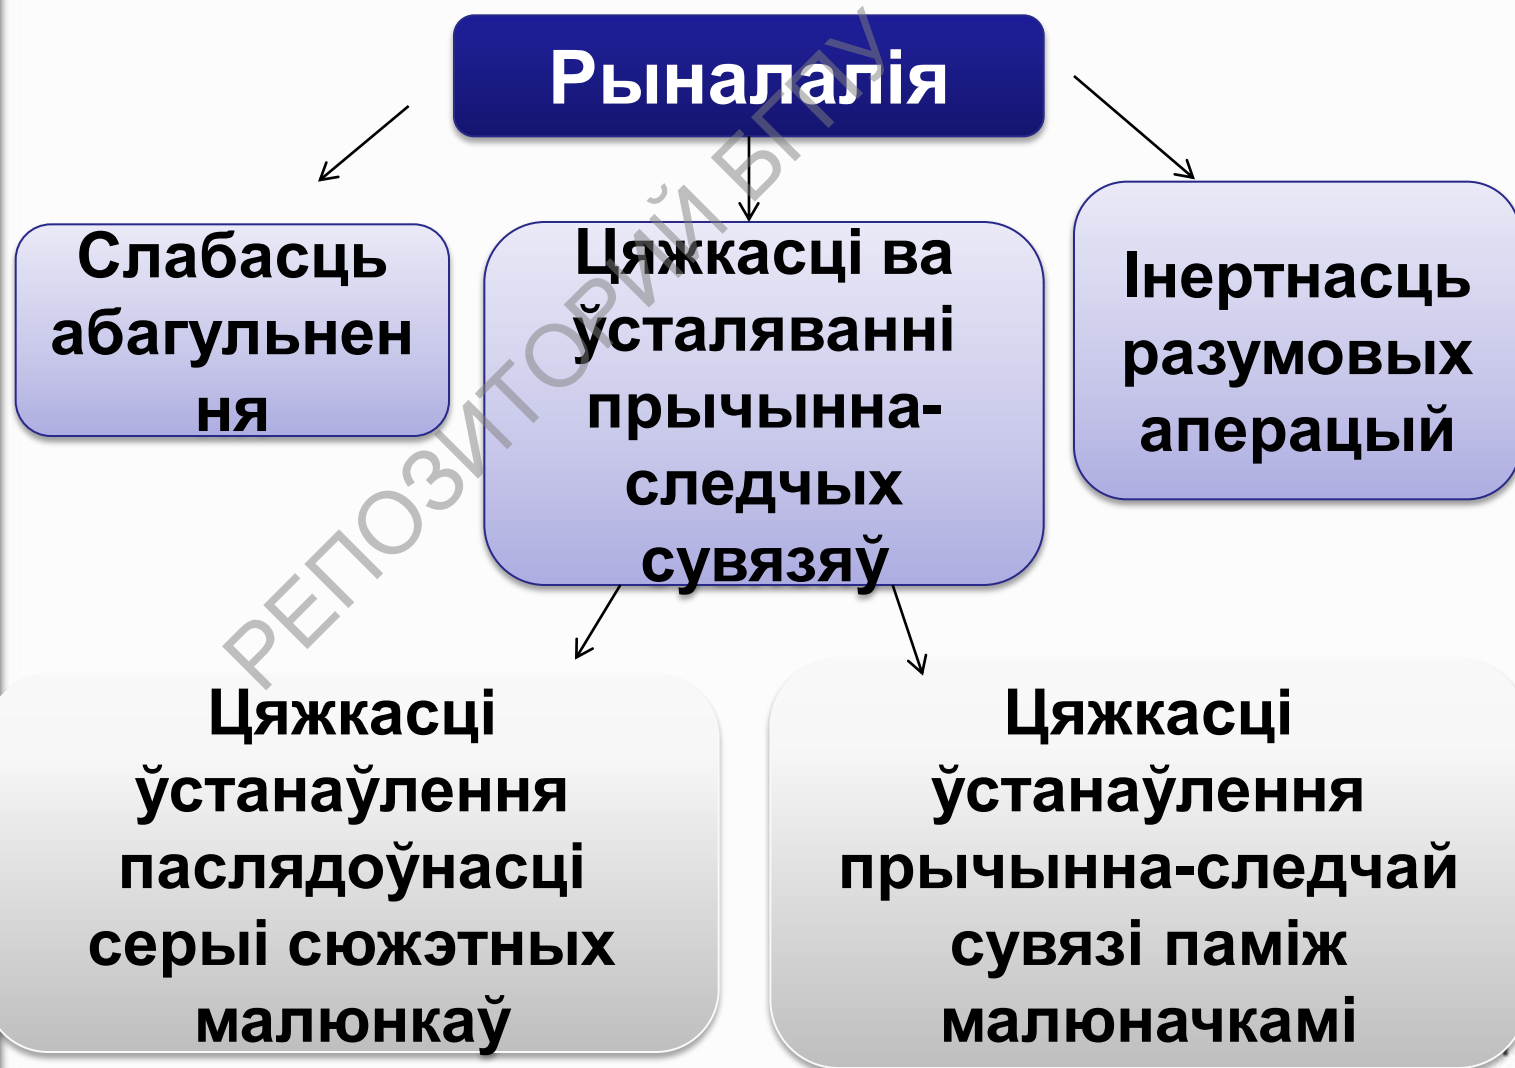 Рыналалія
Слабасць
абагульнен
ня
Цяжкасці ва
ўсталяванні
прычынна-
следчых
сувязяў
Інертнасць
разумовых
аперацый
Цяжкасці
ўстанаўлення
паслядоўнасці
серыі сюжэтных
малюнкаў
Цяжкасці
ўстанаўлення
прычынна-следчай
сувязі паміж
малюначкамі
РЕПОЗИТОРИЙ БГПУ